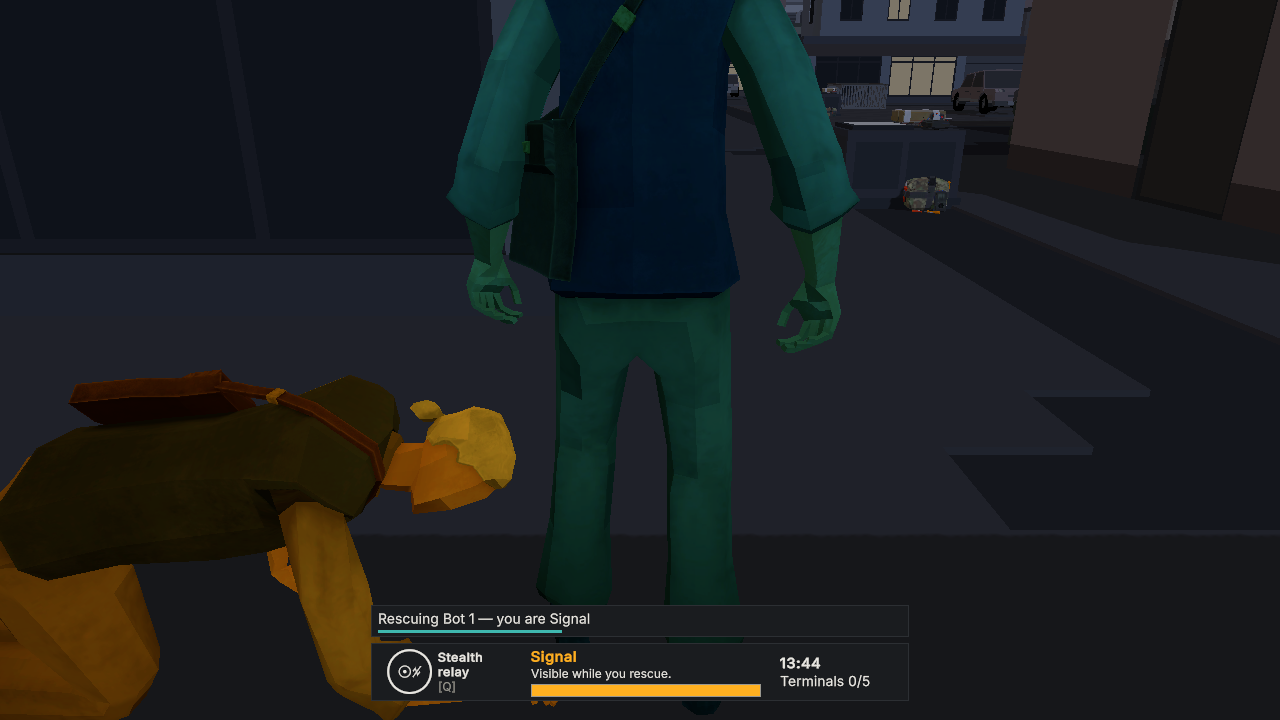 Rescuing Bot 1 — you are Signal
Stealth
relay
[Q]
Signal
Visible while you rescue.
13:44
Terminals 0/5